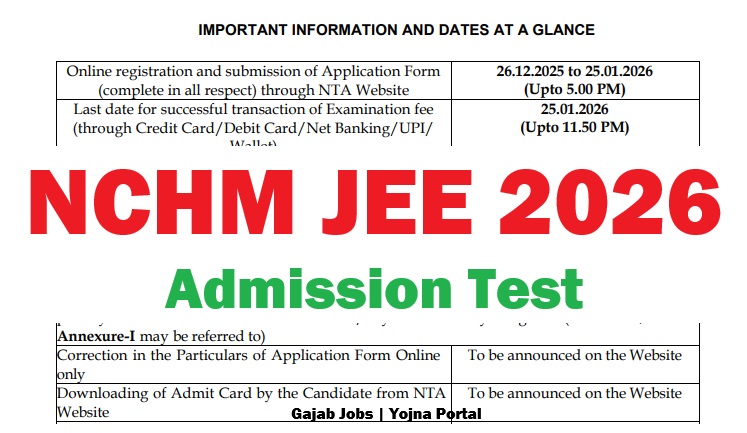 IMPORTANT INFORMATION AND DATES AT A GLANCE
Online registration and submission of Application Form
(complete in all respect) through NTA Website
26.12.2025 to 25.01.2026
(Upto 5.00 PM)
Last date for successful transaction of Examination fee
(through Credit Card/Debit Card/Net Banking/UPI/
Wallet)
25.01.2026
(Upto 11.50 PM)
NCHM JEE 2026
Admission Test
Annexure-I may be referred to)
Correction in the Particulars of Application Form Online
only
To be announced on the Website
Downloading of Admit Card by the Candidate from NTA
Website
To be announced on the Website
Gajab Jobs | Yojna Portal